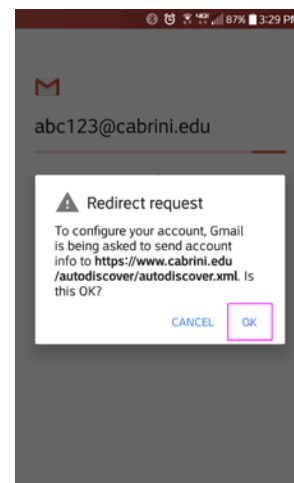 87% 3:29 PM
abc123@cabrini.edu
Redirect request
To configure your account, Gmail
is being asked to send account
info to https://www.cabrini.edu
/autodiscover/autodiscover.xml. Is
this OK?
CANCEL OK